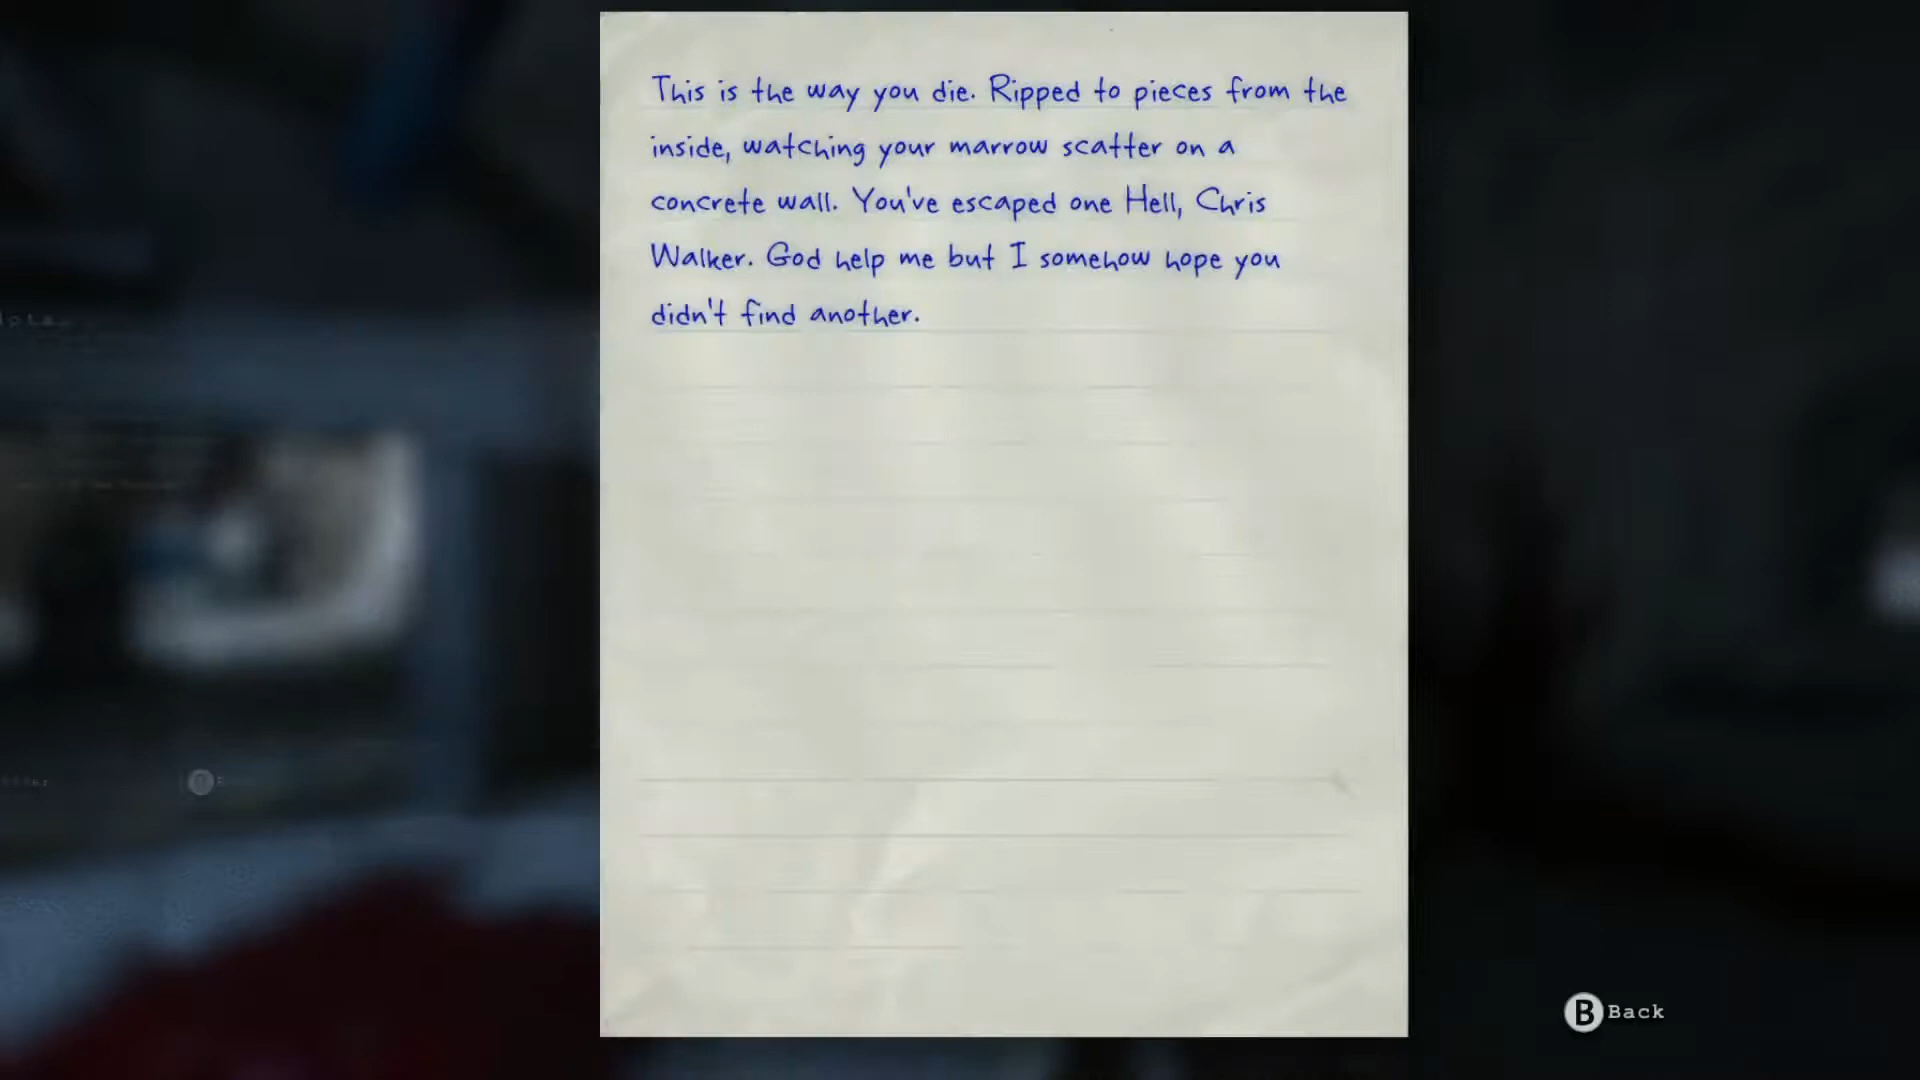 This is the way you die. Ripped to pieces from the
inside, watching your marrow scatter on a
concrete wall. You've escaped one Hell, Chris
Walker. God help me but I somehow hope you
didn't find another.
B Back